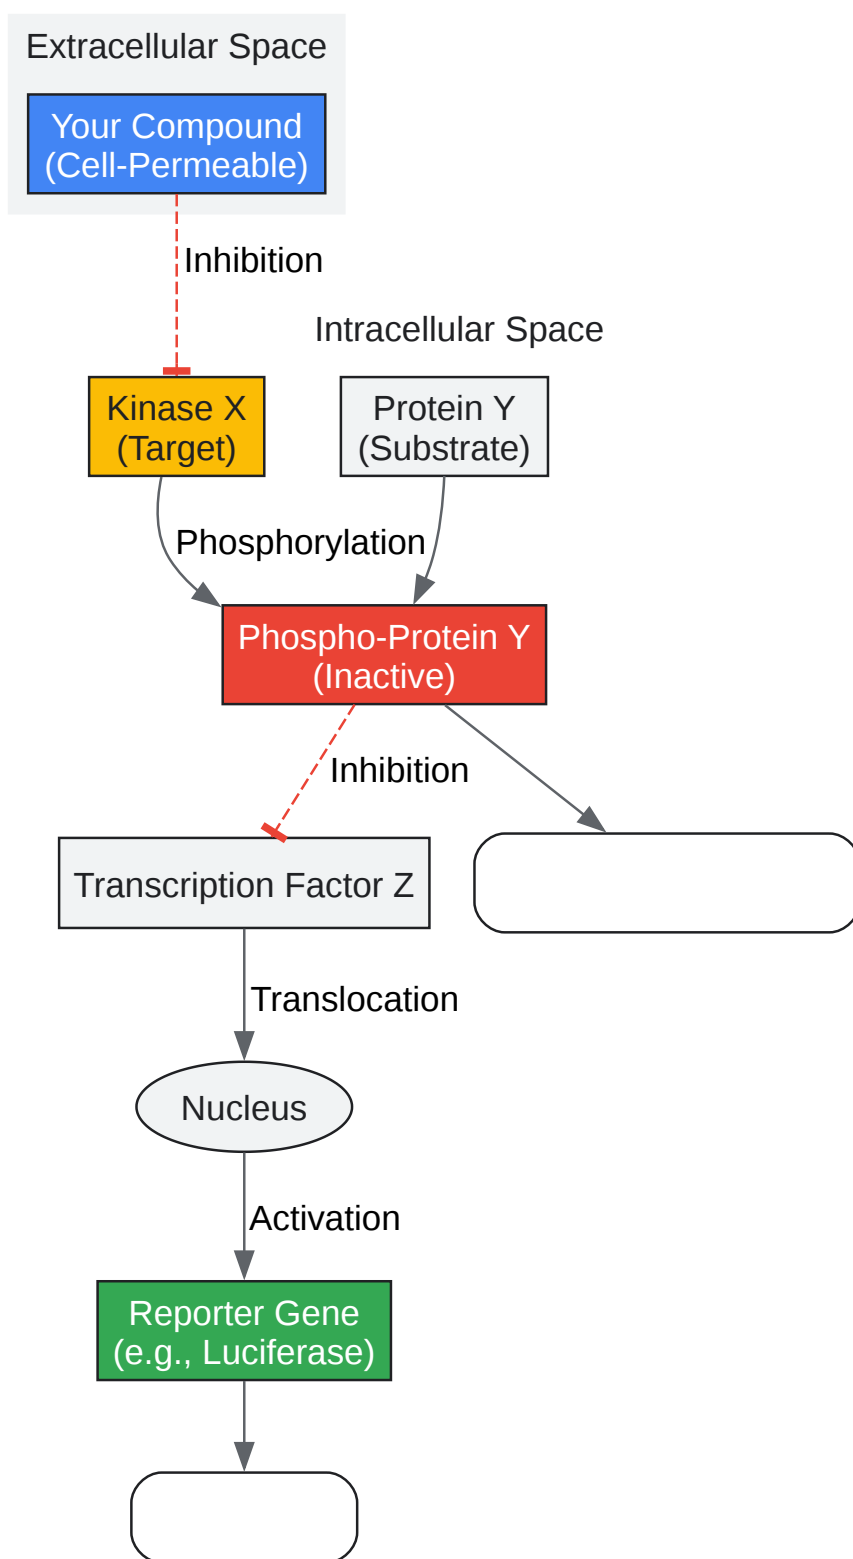 Extracellular Space
Your Compound
(Cell-Permeable)
Inhibition
Intracellular Space
Kinase X
(Target)
Protein Y
(Substrate)
Phosphorylation
Phospho-Protein Y
(Inactive)
Inhibition
Transcription Factor Z
Translocation
Nucleus
Activation
Reporter Gene
(e.g., Luciferase)